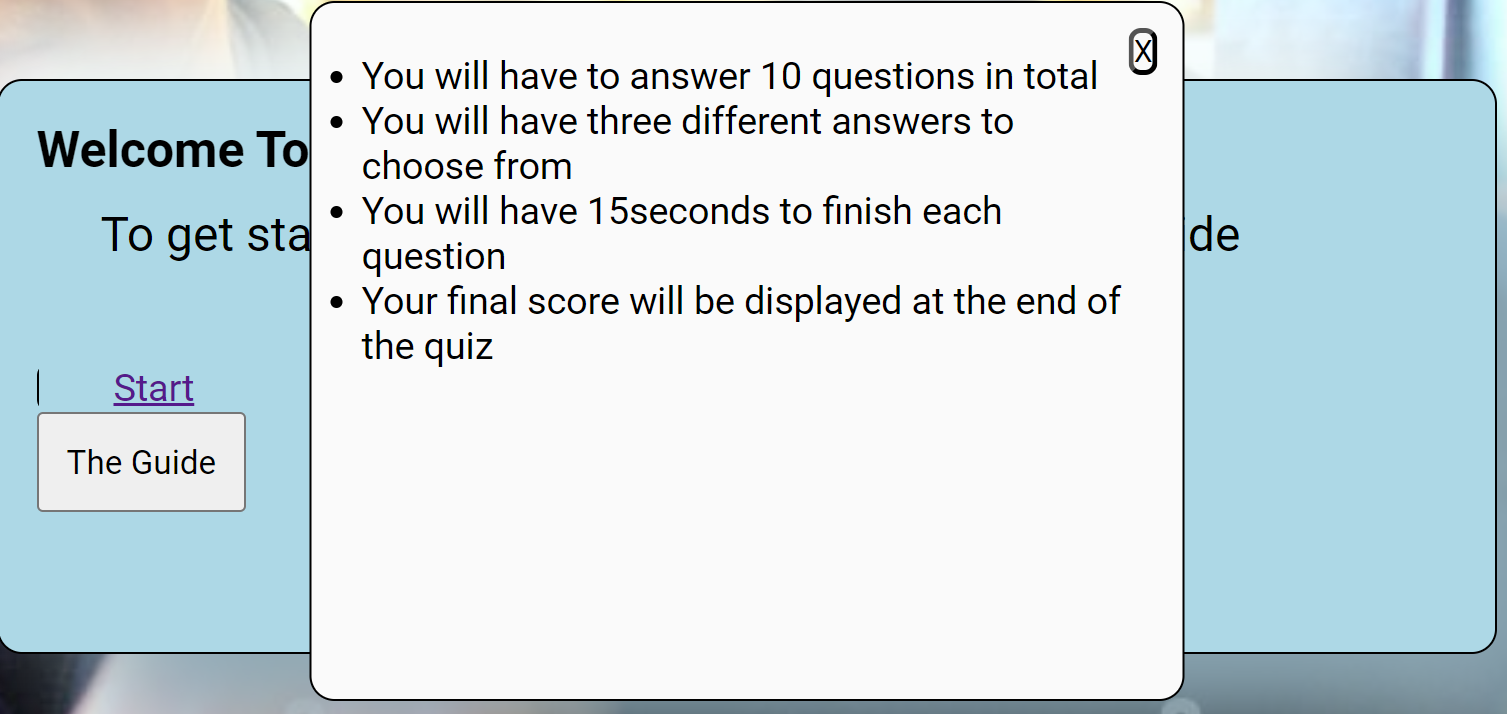 X
You will have to answer 10 questions in total
You will have three different answers to
choose from
You will have 15seconds to finish each
question
Your final score will be displayed at the end of
the quiz
Welcome To
To get sta
de
Start
The Guide